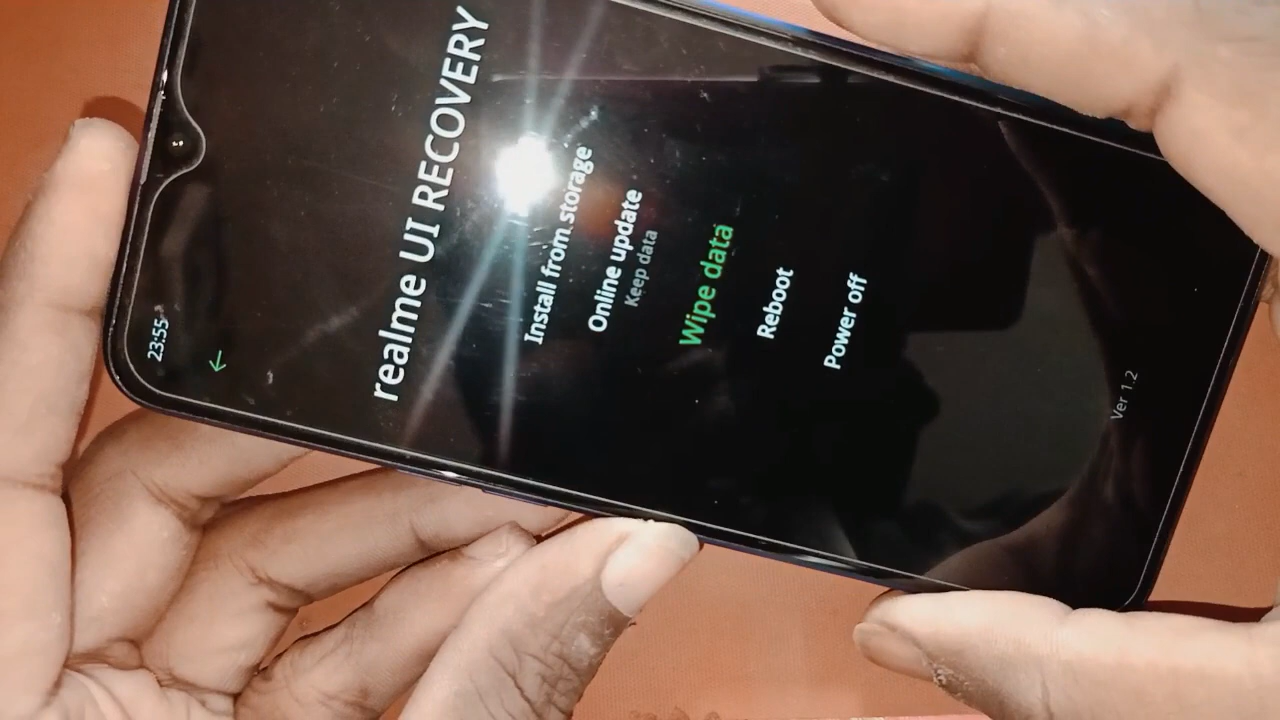 23:55
realme UI RECOVERY
Install from storage
Online update
Keep data
Wipe data
Reboot
Power off
Ver 1.2